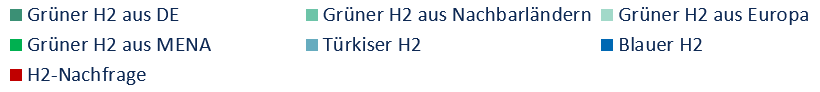 Grüner H2 aus DE Grüner H2 aus Nachbarländern Grüner H2 aus Europa
Grüner H2 aus MENA Türkiser H2 Blauer H2
H2-Nachfrage